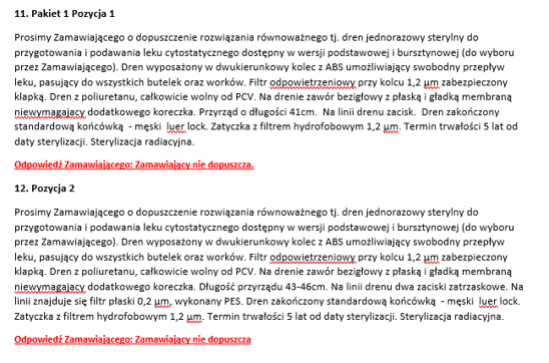 11. Pakiet 1 Pozycja 1
Prosimy Zamawiającego o dopuszczenie rozwiązania równoważnego tj. dren jednorazowy sterylny do
przygotowania i podawania leku cytostatycznego dostępny w wersji podstawowej i bursztynowej (do wyboru
przez Zamawiającego). Dren wyposażony w dwukierunkowy kolec z ABS umożliwiający swobodny przepływ
leku, pasujący do wszystkich butelek oraz worków. Filtr odpowietrzeniowy przy kolcu 1,2 µm zabezpieczony
klapką. Dren z poliuretanu, całkowicie wolny od PCV. Na drenie zawór bezigłowy z płaską i gładką membraną
niewymagajacy dodatkowego koreczka. Przyrząd o długości 41cm. Na linii drenu zacisk. Dren zakończony
standardową końcówką - męski luer lock. Zatyczka z filtrem hydrofobowym 1,2 µm. Termin trwałości 5 lat od
daty sterylizacji. Sterylizacja radiacyjna.
Odpowiedź Zamawiającego: Zamawiający nie dopuszcza.
12. Pozycja 2
Prosimy Zamawiającego o dopuszczenie rozwiązania równoważnego tj. dren jednorazowy sterylny do
przygotowania i podawania leku cytostatycznego dostępny w wersji podstawowej i bursztynowej (do wyboru
przez Zamawiającego). Dren wyposażony w dwukierunkowy kolec z ABS umożliwiający swobodny przepływ
leku, pasujący do wszystkich butelek oraz worków. Filtr odpowietrzeniowy przy kolcu 1,2 µm zabezpieczony
klapką. Dren z poliuretanu, całkowicie wolny od PCV. Na drenie zawór bezigłowy z płaską i gładką membraną
niewymagajacy dodatkowego koreczka. Długość przyrządu 43-46cm. Na linii drenu dwa zaciski zatrzaskowe. Na
linii znajduje się filtr płaski 0,2 µm, wykonany PES. Dren zakończony standardową końcówką - męski luer lock.
Zatyczka z filtrem hydrofobowym 1,2 µm. Termin trwałości 5 lat od daty sterylizacji. Sterylizacja radiacyjna.
Odpowiedź Zamawiającego: Zamawiający nie dopuszcza